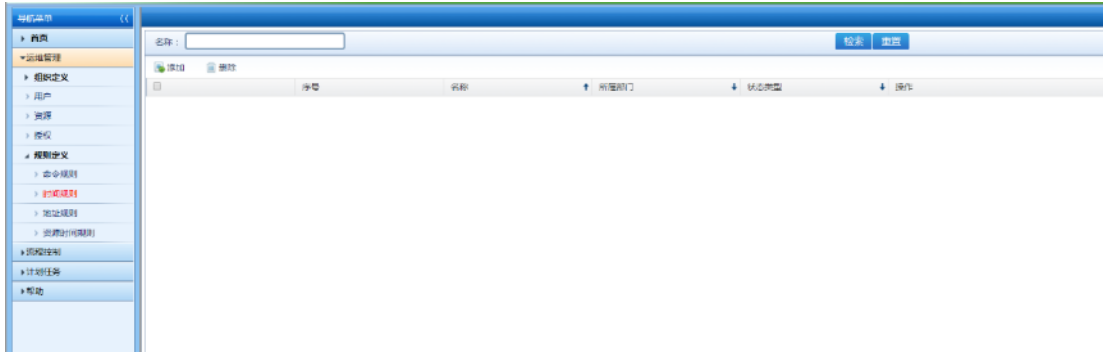 导航菜单
首页
运维管理
组织定义
用户
资源
授权
规则定义
命令规则
时间规则
地址规则
资源时间规则
流程控制
计划任务
帮助
名称： 检索 重置
添加 删除
序号 名称 所属部门 状态类型 操作